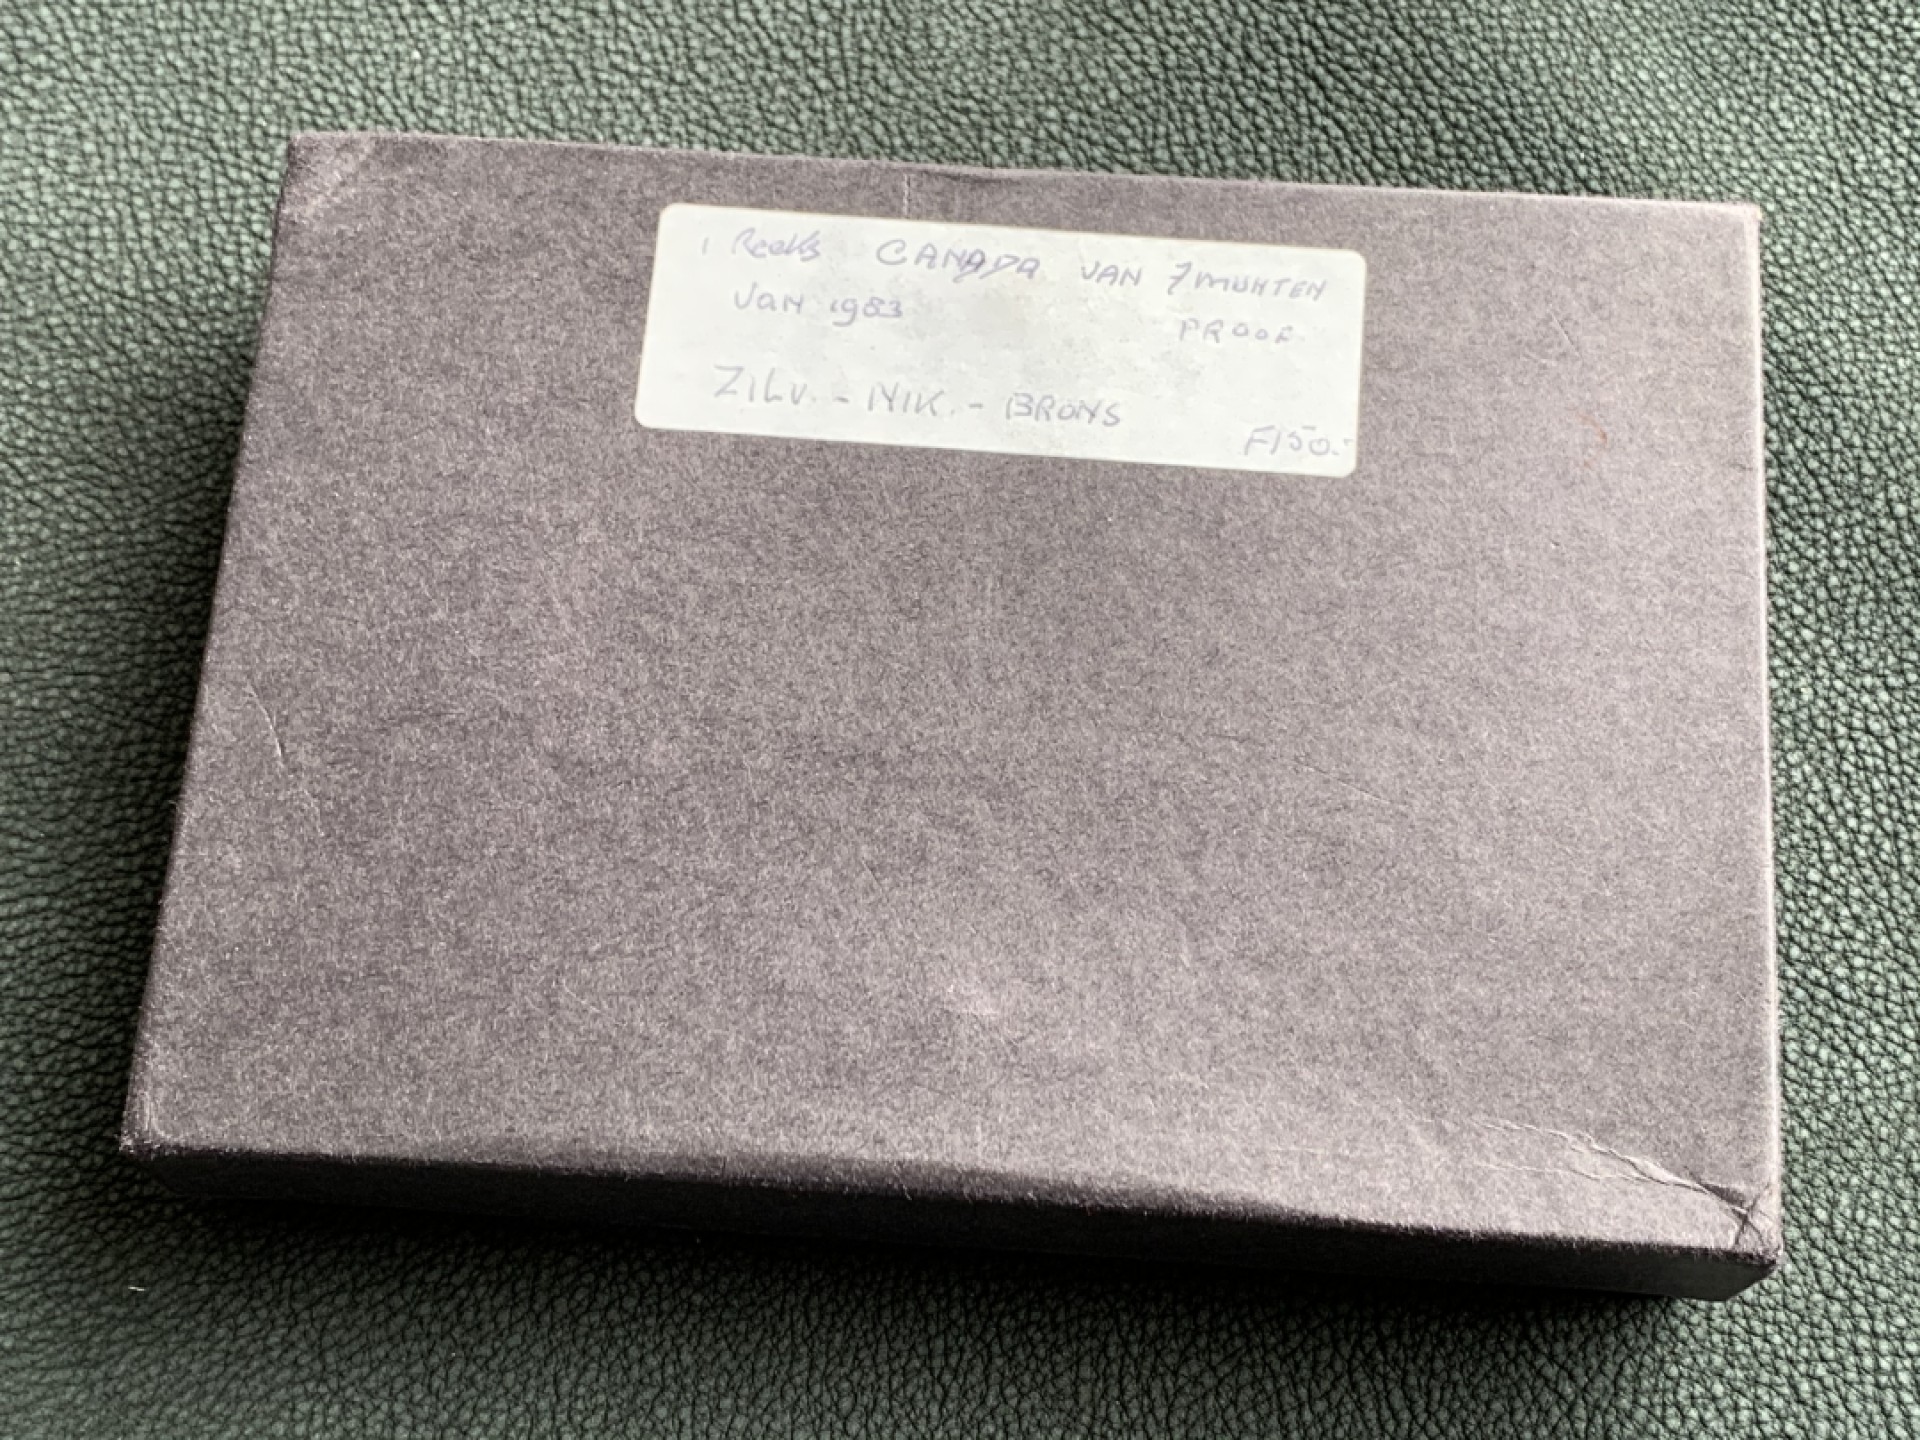 1 Reeks CANADA VAN 7 MUNTEN
VAN 1983 PROOF
ZILV. - NIK. - BRONS
F150.-